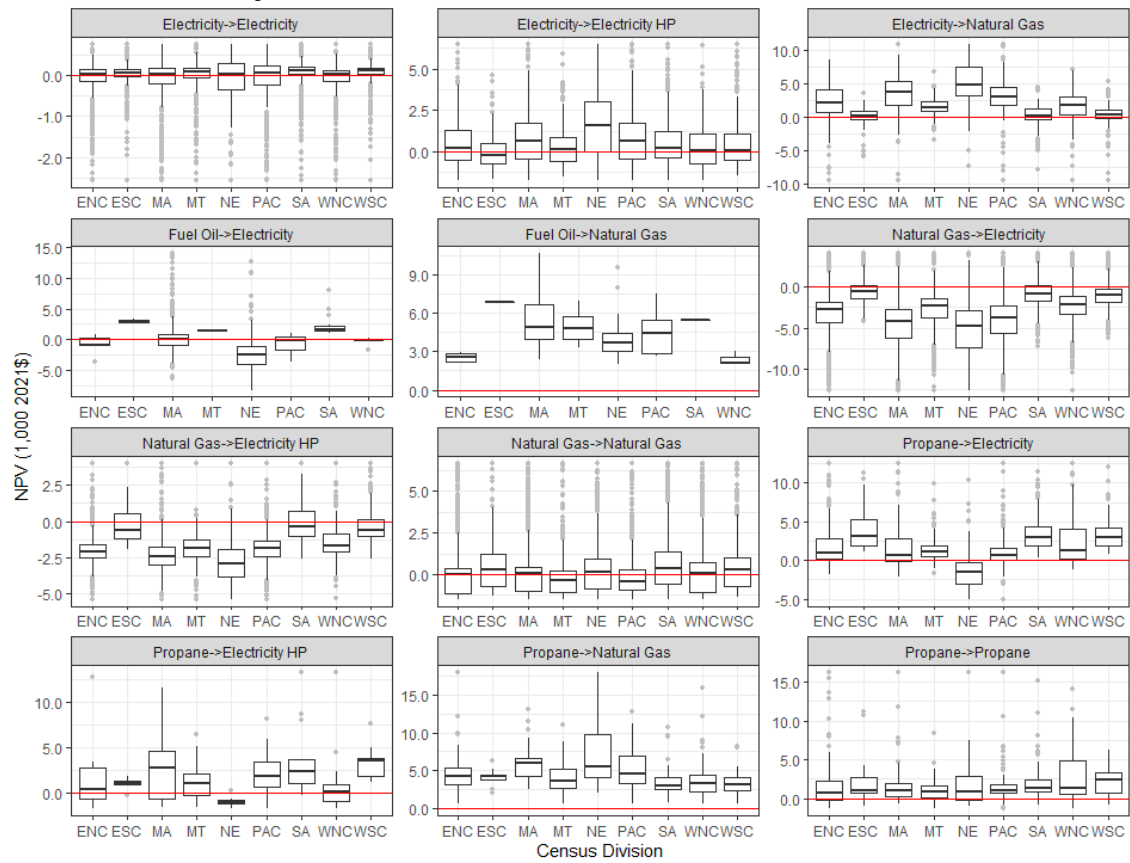 Electricity->Electricity
Electricity->Electricity HP
Electricity->Natural Gas
0.0
-1.0
-2.0
5.0
2.5
0.0
10.0
5.0
0.0
-5.0
-10.0
ENC ESC MA MT NE PAC SA WNC WSC
ENC ESC MA MT NE PAC SA WNC WSC
ENC ESC MA MT NE PAC SA WNC WSC
Fuel Oil->Electricity
Fuel Oil->Natural Gas
Natural Gas->Electricity
15.0
10.0
5.0
0.0
-5.0
9.0
6.0
3.0
0.0
0.0
-5.0
-10.0
ENC ESC MA MT NE PAC SA WNC
ENC ESC MA MT NE PAC SA WNC
ENC ESC MA MT NE PAC SA WNC WSC
NPV (1,000 2021$)
Natural Gas->Electricity HP
Natural Gas->Natural Gas
Propane->Electricity
2.5
0.0
-2.5
-5.0
5.0
2.5
0.0
10.0
5.0
0.0
-5.0
ENC ESC MA MT NE PAC SA WNC WSC
ENC ESC MA MT NE PAC SA WNC WSC
ENC ESC MA MT NE PAC SA WNC WSC
Propane->Electricity HP
Propane->Natural Gas
Propane->Propane
10.0
5.0
0.0
15.0
10.0
5.0
0.0
15.0
10.0
5.0
0.0
ENC ESC MA MT NE PAC SA WNC WSC
ENC ESC MA MT NE PAC SA WNC WSC
ENC ESC MA MT NE PAC SA WNC WSC
Census Division